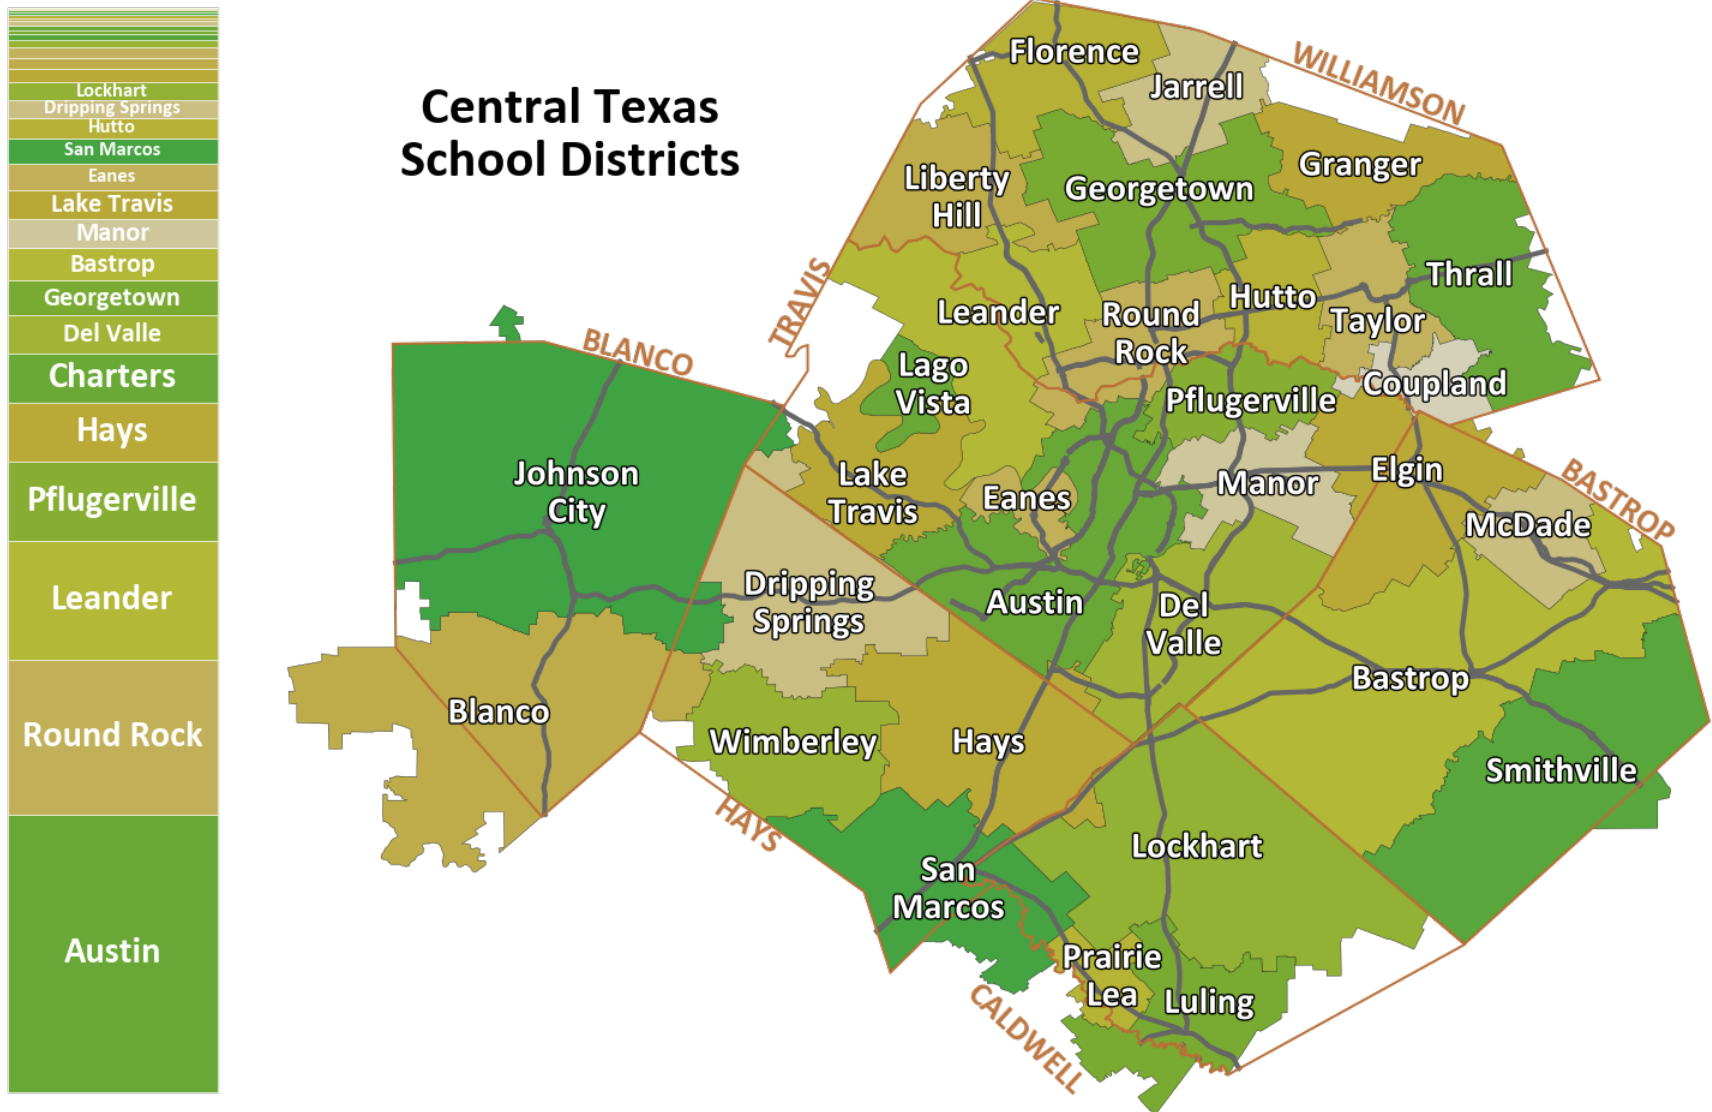 Central Texas
School Districts
Lockhart
Dripping Springs
Hutto
San Marcos
Eanes
Lake Travis
Manor
Bastrop
Georgetown
Del Valle
Charters
Hays
Pflugerville
Leander
Round Rock
Austin
WILLIAMSON
TRAVIS
BLANCO
BASTROP
HAYS
CALDWELL
Florence
Jarrell
Liberty
Hill
Georgetown
Granger
Thrall
Leander
Round
Rock
Hutto
Taylor
Coupland
Lago
Vista
Pflugerville
Johnson
City
Lake
Travis
Eanes
Manor
Elgin
McDade
Dripping
Springs
Austin
Del
Valle
Bastrop
Blanco
Wimberley
Hays
Smithville
Lockhart
San
Marcos
Prairie
Lea
Luling